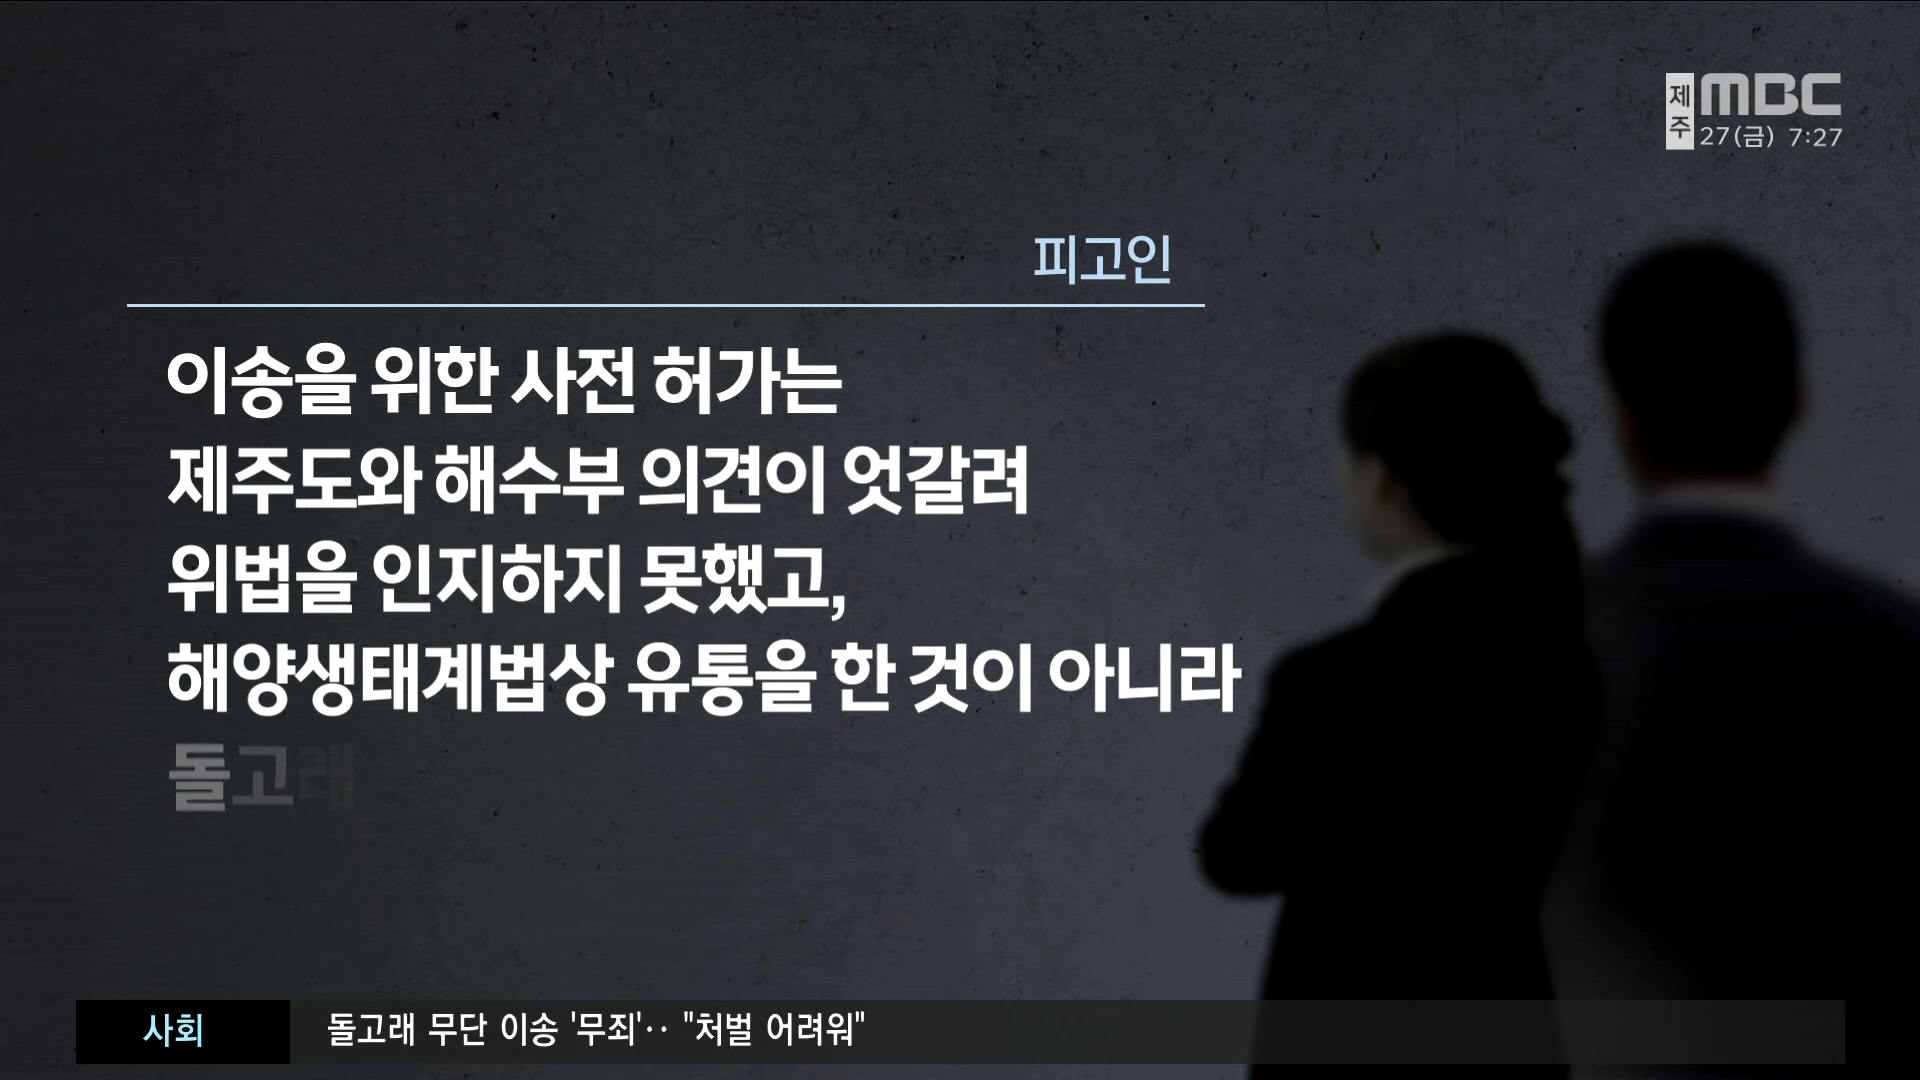 제주 MBC
27(금) 7:27
피고인
이송을 위한 사전 허가는
제주도와 해수부 의견이 엇갈려
위법을 인지하지 못했고,
해양생태계법상 유통을 한 것이 아니라
돌고래
사회
돌고래 무단 이송 '무죄'‥ "처벌 어려워"